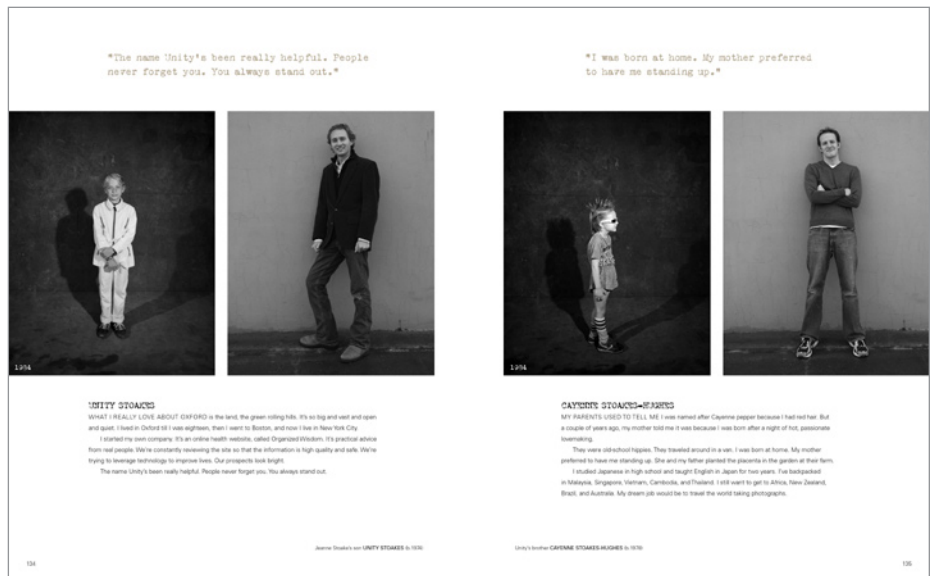 "The name Unity's been really helpful. People
never forget you. You always stand out."
1984
UNITY STOAKES
WHAT I REALLY LOVE ABOUT OXFORD is the land, the green rolling hills. It's so big and vast and open
and quiet. I lived in Oxford till I was eighteen, then I went to Boston, and now I live in New York City.
I started my own company. It's an online health website, called OrganizedWisdom. It's practical advice
from real people. We're constantly reviewing the site so that the information is high quality and safe. We're
trying to leverage technology to improve lives. Our prospects look bright.
The name Unity's been really helpful. People never forget you. You always stand out.
Jeanne Stoake's son UNITY STOAKES (b.
134
"I was born at home. My mother preferred
to have me standing up."
1984
CAYENNE STOAKES-HUGHES
MY PARENTS USED TO TELL ME I was named after Cayenne pepper because I had red hair. But
a couple of years ago, my mother told me it was because I was born after a night of hot, passionate
lovemaking.
They were old-school hippies. They traveled around in a van. I was born at home. My mother
preferred to have me standing up. She and my father planted the placenta in the garden at their farm.
I studied Japanese in high school and taught English in Japan for two years. I've backpacked
in Malaysia, Singapore, Vietnam, Cambodia, and Thailand. I still want to get to Africa, New Zealand,
Brazil, and Australia. My dream job would be to travel the world taking photographs.
Unity's brother CAYENNE STOAKES-HUGHES (b.
135